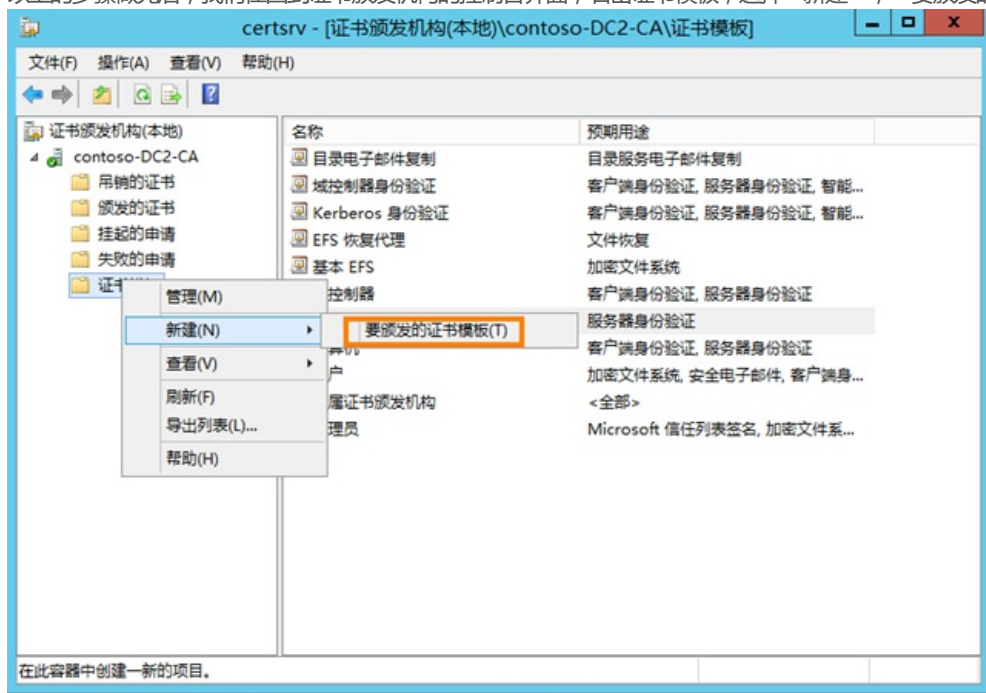 certsrv - [证书颁发机构(本地)\contoso-DC2-CA\证书模板]
文件(F) 操作(A) 查看(V) 帮助(H)
证书颁发机构(本地)
contoso-DC2-CA
吊销的证书
颁发的证书
挂起的申请
失败的申请
管理(M)
新建(N)
查看(V)
刷新(F)
导出列表(L)...
帮助(H)
要颁发的证书模板(T)
名称 预期用途
目录电子邮件复制 目录服务电子邮件复制
域控制器身份验证 客户端身份验证, 服务器身份验证, 智能...
Kerberos 身份验证 客户端身份验证, 服务器身份验证, 智能...
EFS 恢复代理 文件恢复
基本 EFS 加密文件系统
控制器 客户端身份验证, 服务器身份验证
服务器身份验证
客户端身份验证, 服务器身份验证
户 加密文件系统, 安全电子邮件, 客户端身...
属证书颁发机构 <全部>
理员 Microsoft 信任列表签名, 加密文件系...
在此容器中创建一新的项目。